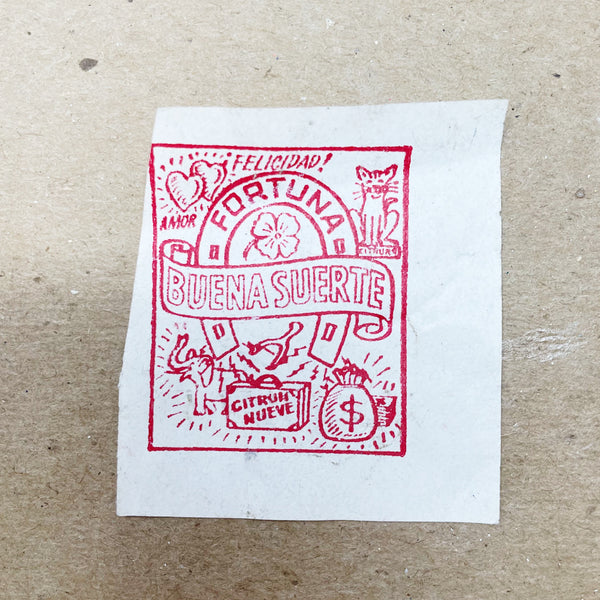 ¡FELICIDAD!
FORTUNA
AMOR
BUENA SUERTE
CITRUH
NUEVE
$